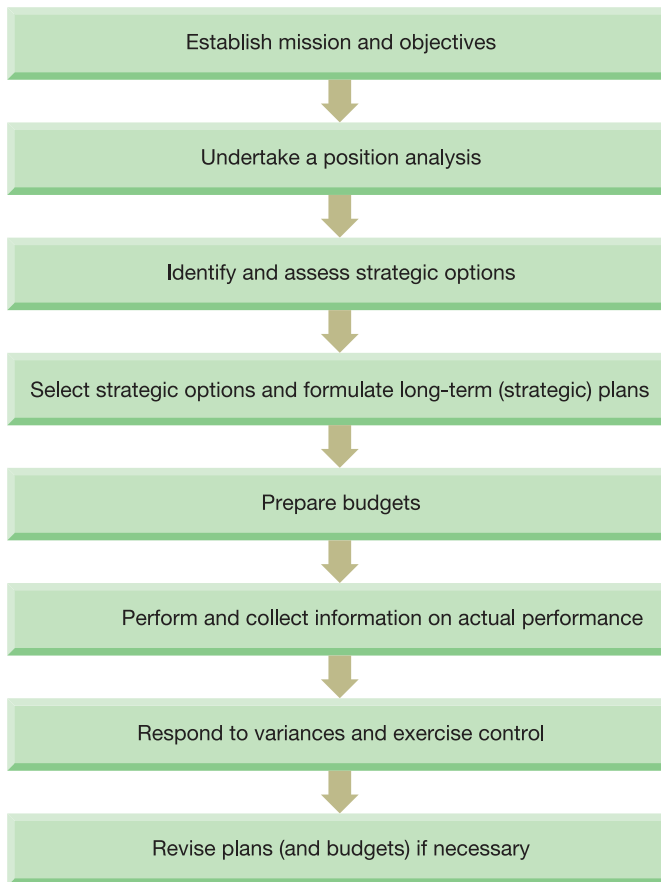 Establish mission and objectives
Undertake a position analysis
Identify and assess strategic options
Select strategic options and formulate long-term (strategic) plans
Prepare budgets
Perform and collect information on actual performance
Respond to variances and exercise control
Revise plans (and budgets) if necessary